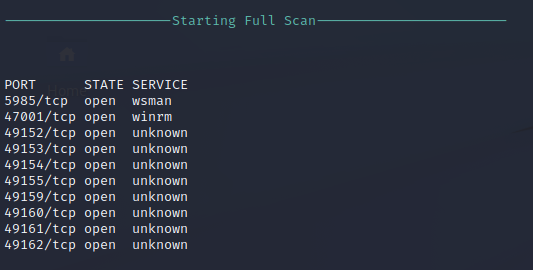 Starting Full Scan
PORT STATE SERVICE
5985/tcp open wsman
47001/tcp open winrm
49152/tcp open unknown
49153/tcp open unknown
49154/tcp open unknown
49155/tcp open unknown
49159/tcp open unknown
49160/tcp open unknown
49161/tcp open unknown
49162/tcp open unknown